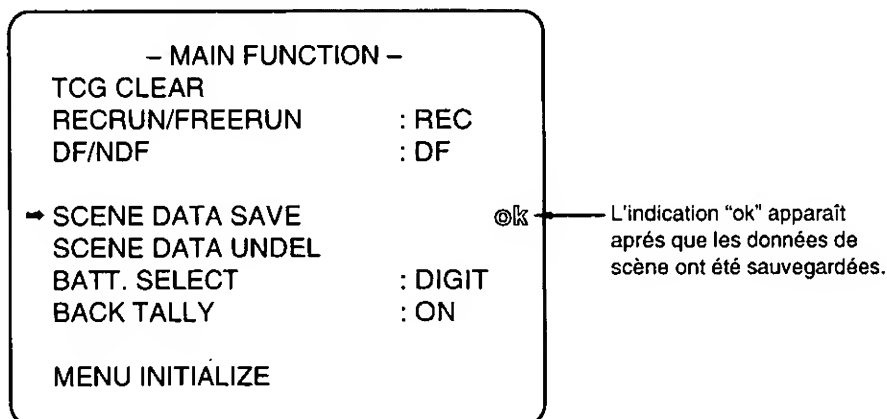 – MAIN FUNCTION –
TCG CLEAR
RECRUN/FREERUN : REC
DF/NDF : DF
➡ SCENE DATA SAVE ok
SCENE DATA UNDEL
BATT. SELECT : DIGIT
BACK TALLY : ON
MENU INITIALIZE
L'indication “ok” apparaît
aprés que les données de
scène ont été sauvegardées.